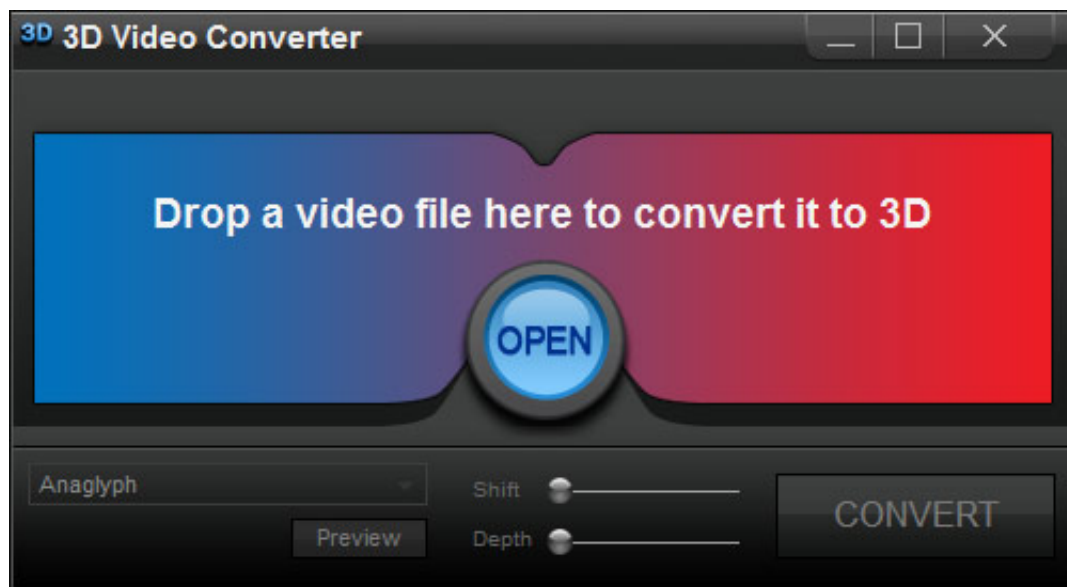 3D 3D Video Converter
Drop a video file here to convert it to 3D
OPEN
Anaglyph
Shift
Preview
Depth
CONVERT